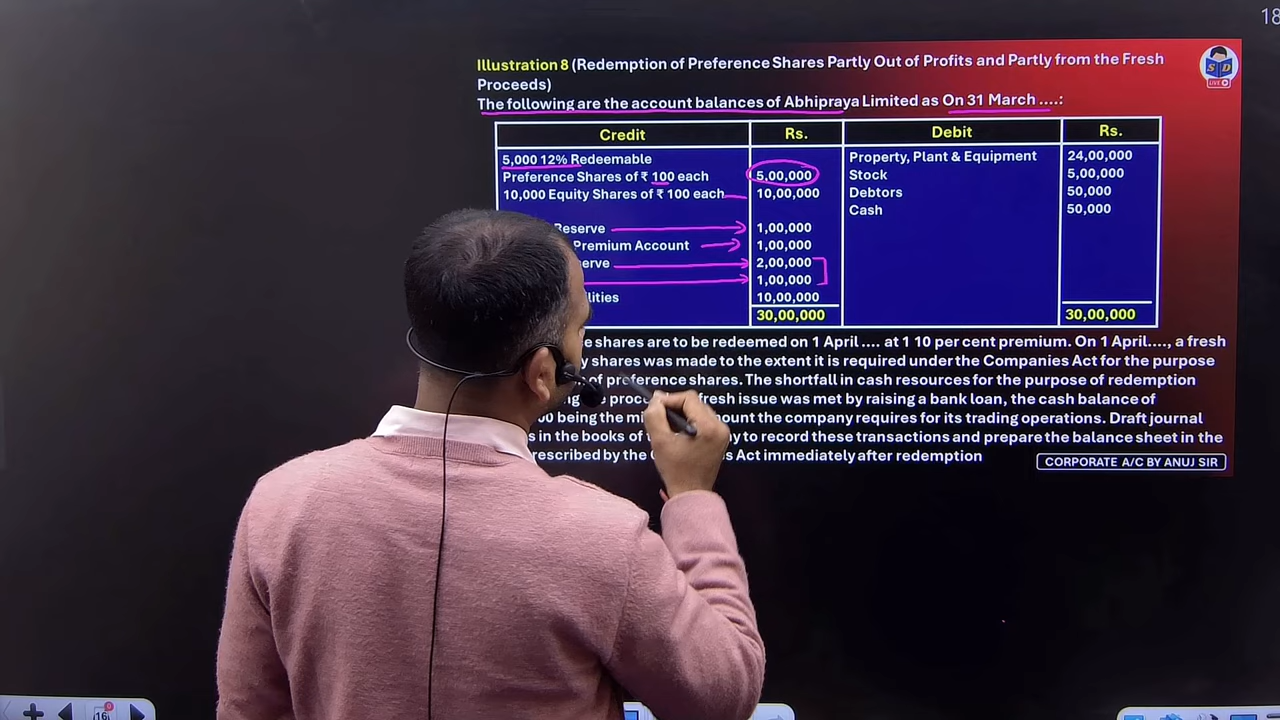 18
Illustration 8 (Redemption of Preference Shares Partly Out of Profits and Partly from the Fresh
Proceeds)
The following are the account balances of Abhipraya Limited as On 31 March ....:
Credit Rs. Debit Rs.
5,000 12% Redeemable Property, Plant & Equipment 24,00,000
Preference Shares of ₹ 100 each 5,00,000 Stock 5,00,000
10,000 Equity Shares of ₹ 100 each 10,00,000 Debtors 50,000
Cash 50,000
Reserve 1,00,000
Premium Account 1,00,000
2,00,000
1,00,000
10,00,000
30,00,000 30,00,000
shares are to be redeemed on 1 April .... at 1 10 per cent premium. On 1 April...., a fresh
shares was made to the extent it is required under the Companies Act for the purpose
of preference shares. The shortfall in cash resources for the purpose of redemption
fresh issue was met by raising a bank loan, the cash balance of
being the the company requires for its trading operations. Draft journal
in the books of to record these transactions and prepare the balance sheet in the
Act immediately after redemption
CORPORATE A/C BY ANUJ SIR
SD
LIVE
16